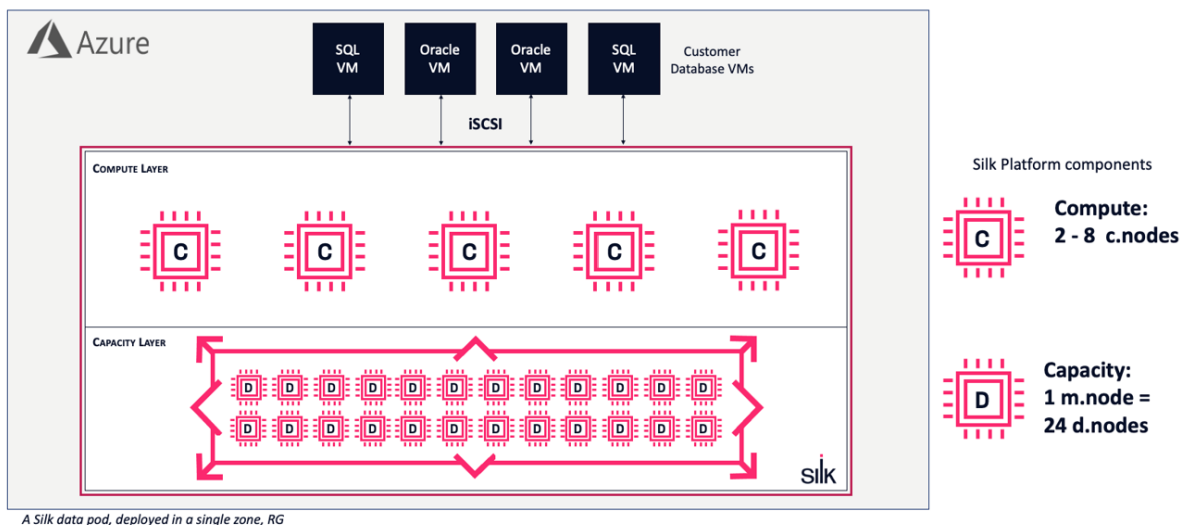 Azure
SQL
VM
Oracle
VM
Oracle
VM
SQL
VM
Customer
Database VMs
iSCSI
COMPUTE LAYER
C
C
C
C
C
CAPACITY LAYER
D D D D D D D D D D D D
D D D D D D D D D D D D
silk
Silk Platform components
C
Compute:
2 - 8 c.nodes
D
Capacity:
1 m.node =
24 d.nodes
A Silk data pod, deployed in a single zone, RG